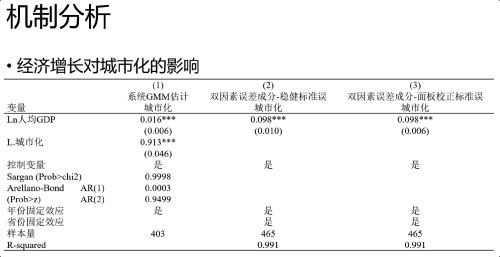 机制分析
• 经济增长对城市化的影响
(1) (2) (3)
系统GMM估计 双因素误差成分-稳健标准误 双因素误差成分-面板校正标准误
变量 城市化 城市化 城市化
Ln人均GDP 0.016*** 0.098*** 0.098***
(0.006) (0.010) (0.006)
L.城市化 0.913***
(0.046)
控制变量 是 是 是
Sargan (Prob>chi2) 0.9998
Arellano-Bond AR(1) 0.0003
(Prob>z) AR(2) 0.9499
年份固定效应 是 是 是
省份固定效应 是 是
样本量 403 465 465
R-squared 0.991 0.991